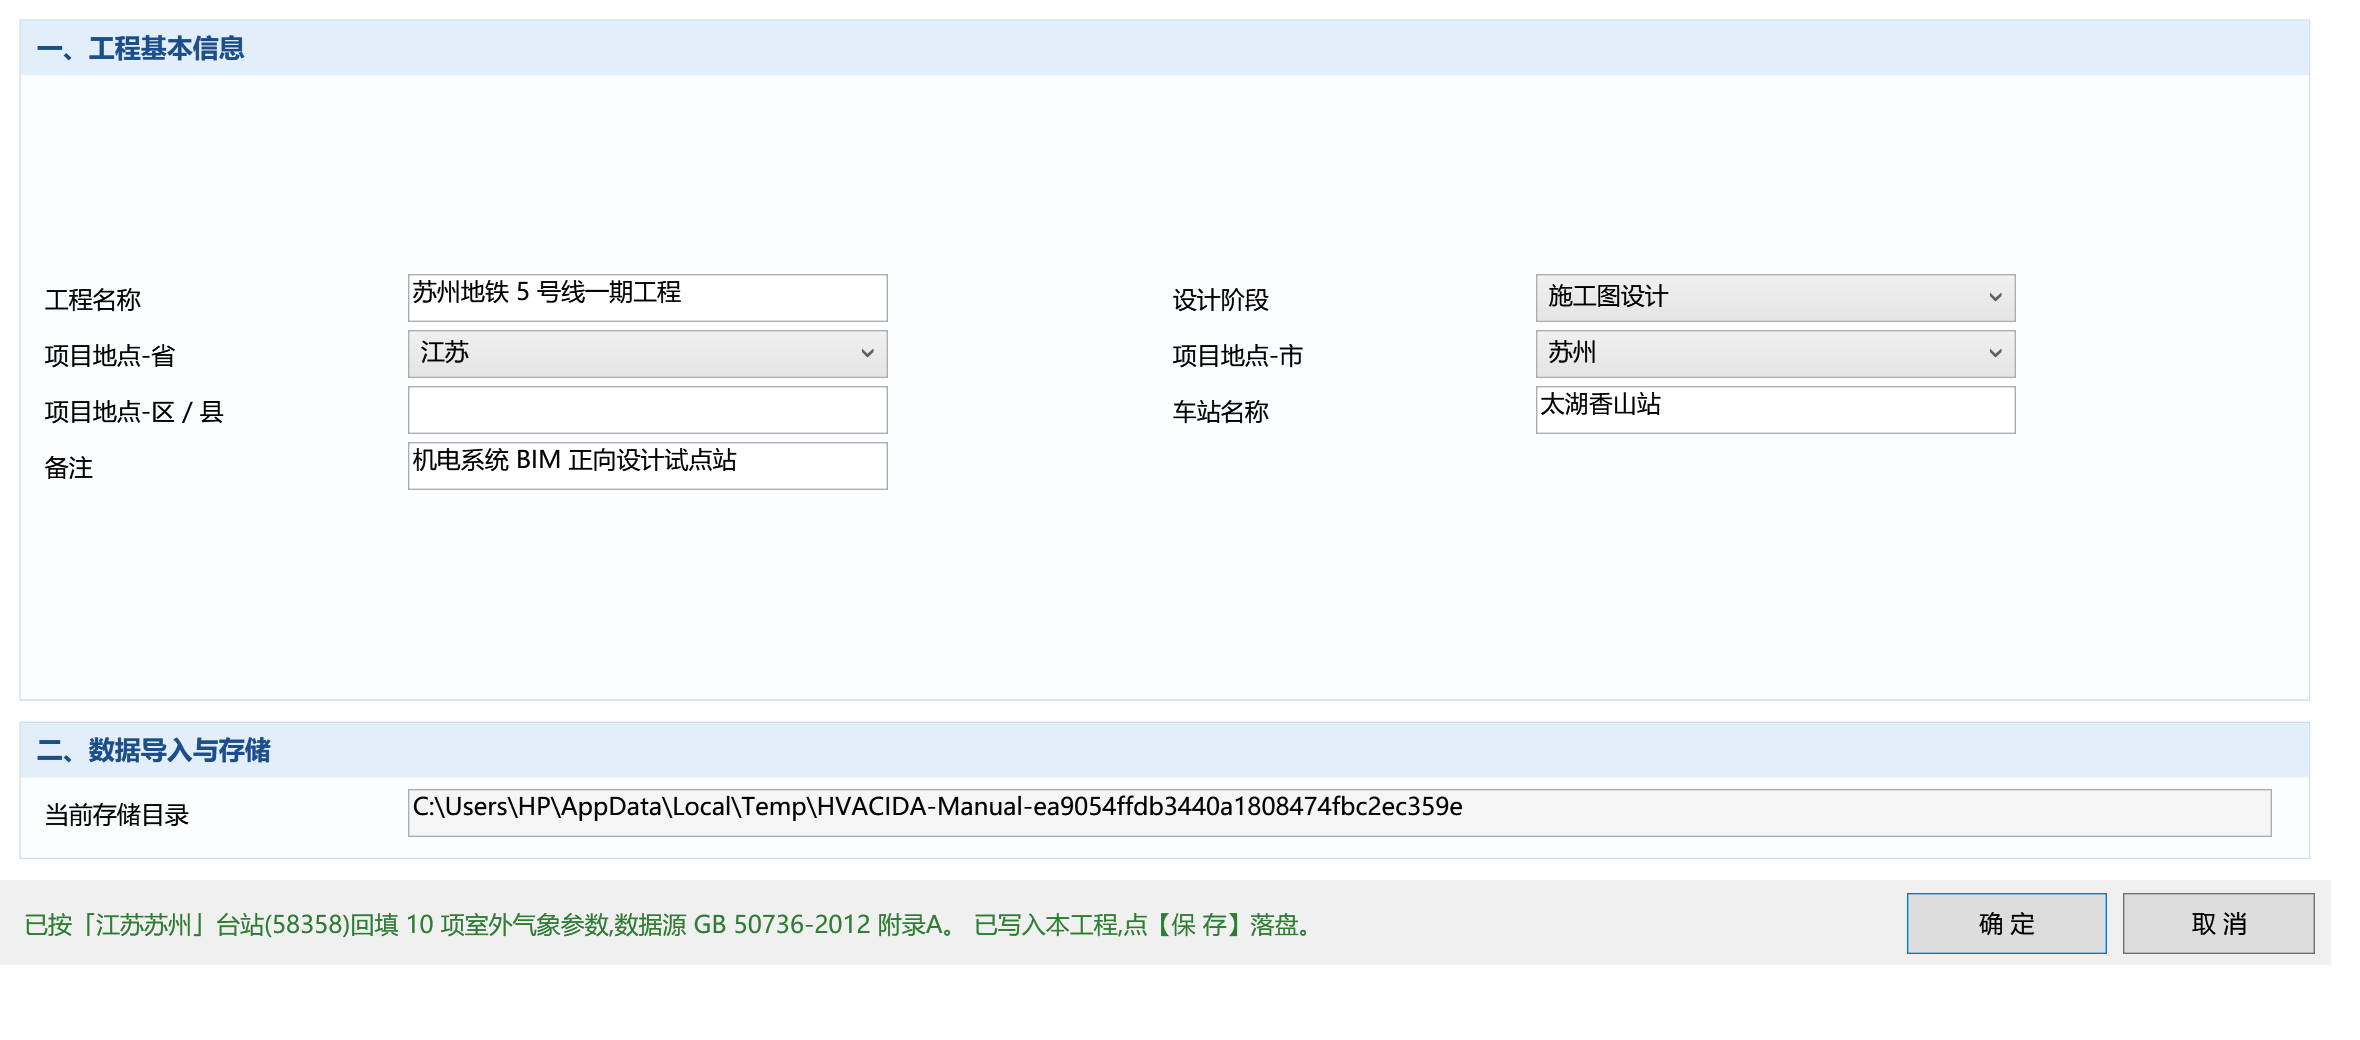 一、工程基本信息
工程名称 苏州地铁 5 号线一期工程 设计阶段 施工图设计
项目地点-省 江苏 项目地点-市 苏州
项目地点-区 / 县 车站名称 太湖香山站
备注 机电系统 BIM 正向设计试点站
二、数据导入与存储
当前存储目录 C:\Users\HP\AppData\Local\Temp\HVACIDA-Manual-ea9054ffdb3440a1808474fbc2ec359e
已按「江苏苏州」台站(58358)回填 10 项室外气象参数,数据源 GB 50736-2012 附录A。 已写入本工程,点【保 存】落盘。 确 定 取 消